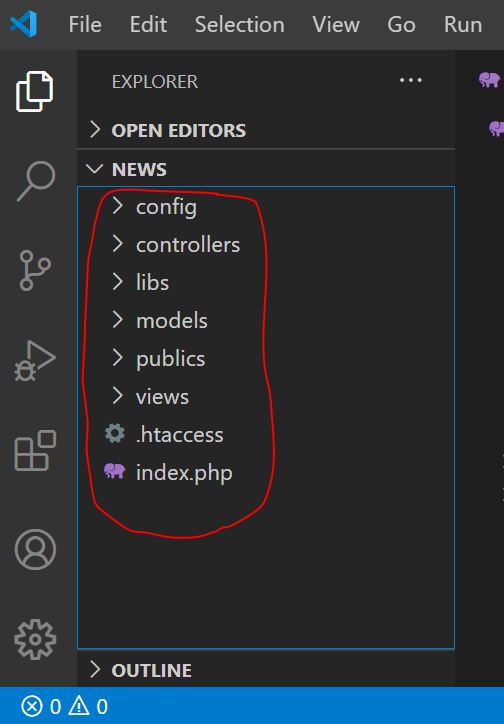 File Edit Selection View Go Run
EXPLORER ...
OPEN EDITORS
NEWS
config
controllers
libs
models
publics
views
.htaccess
index.php
OUTLINE
0 0